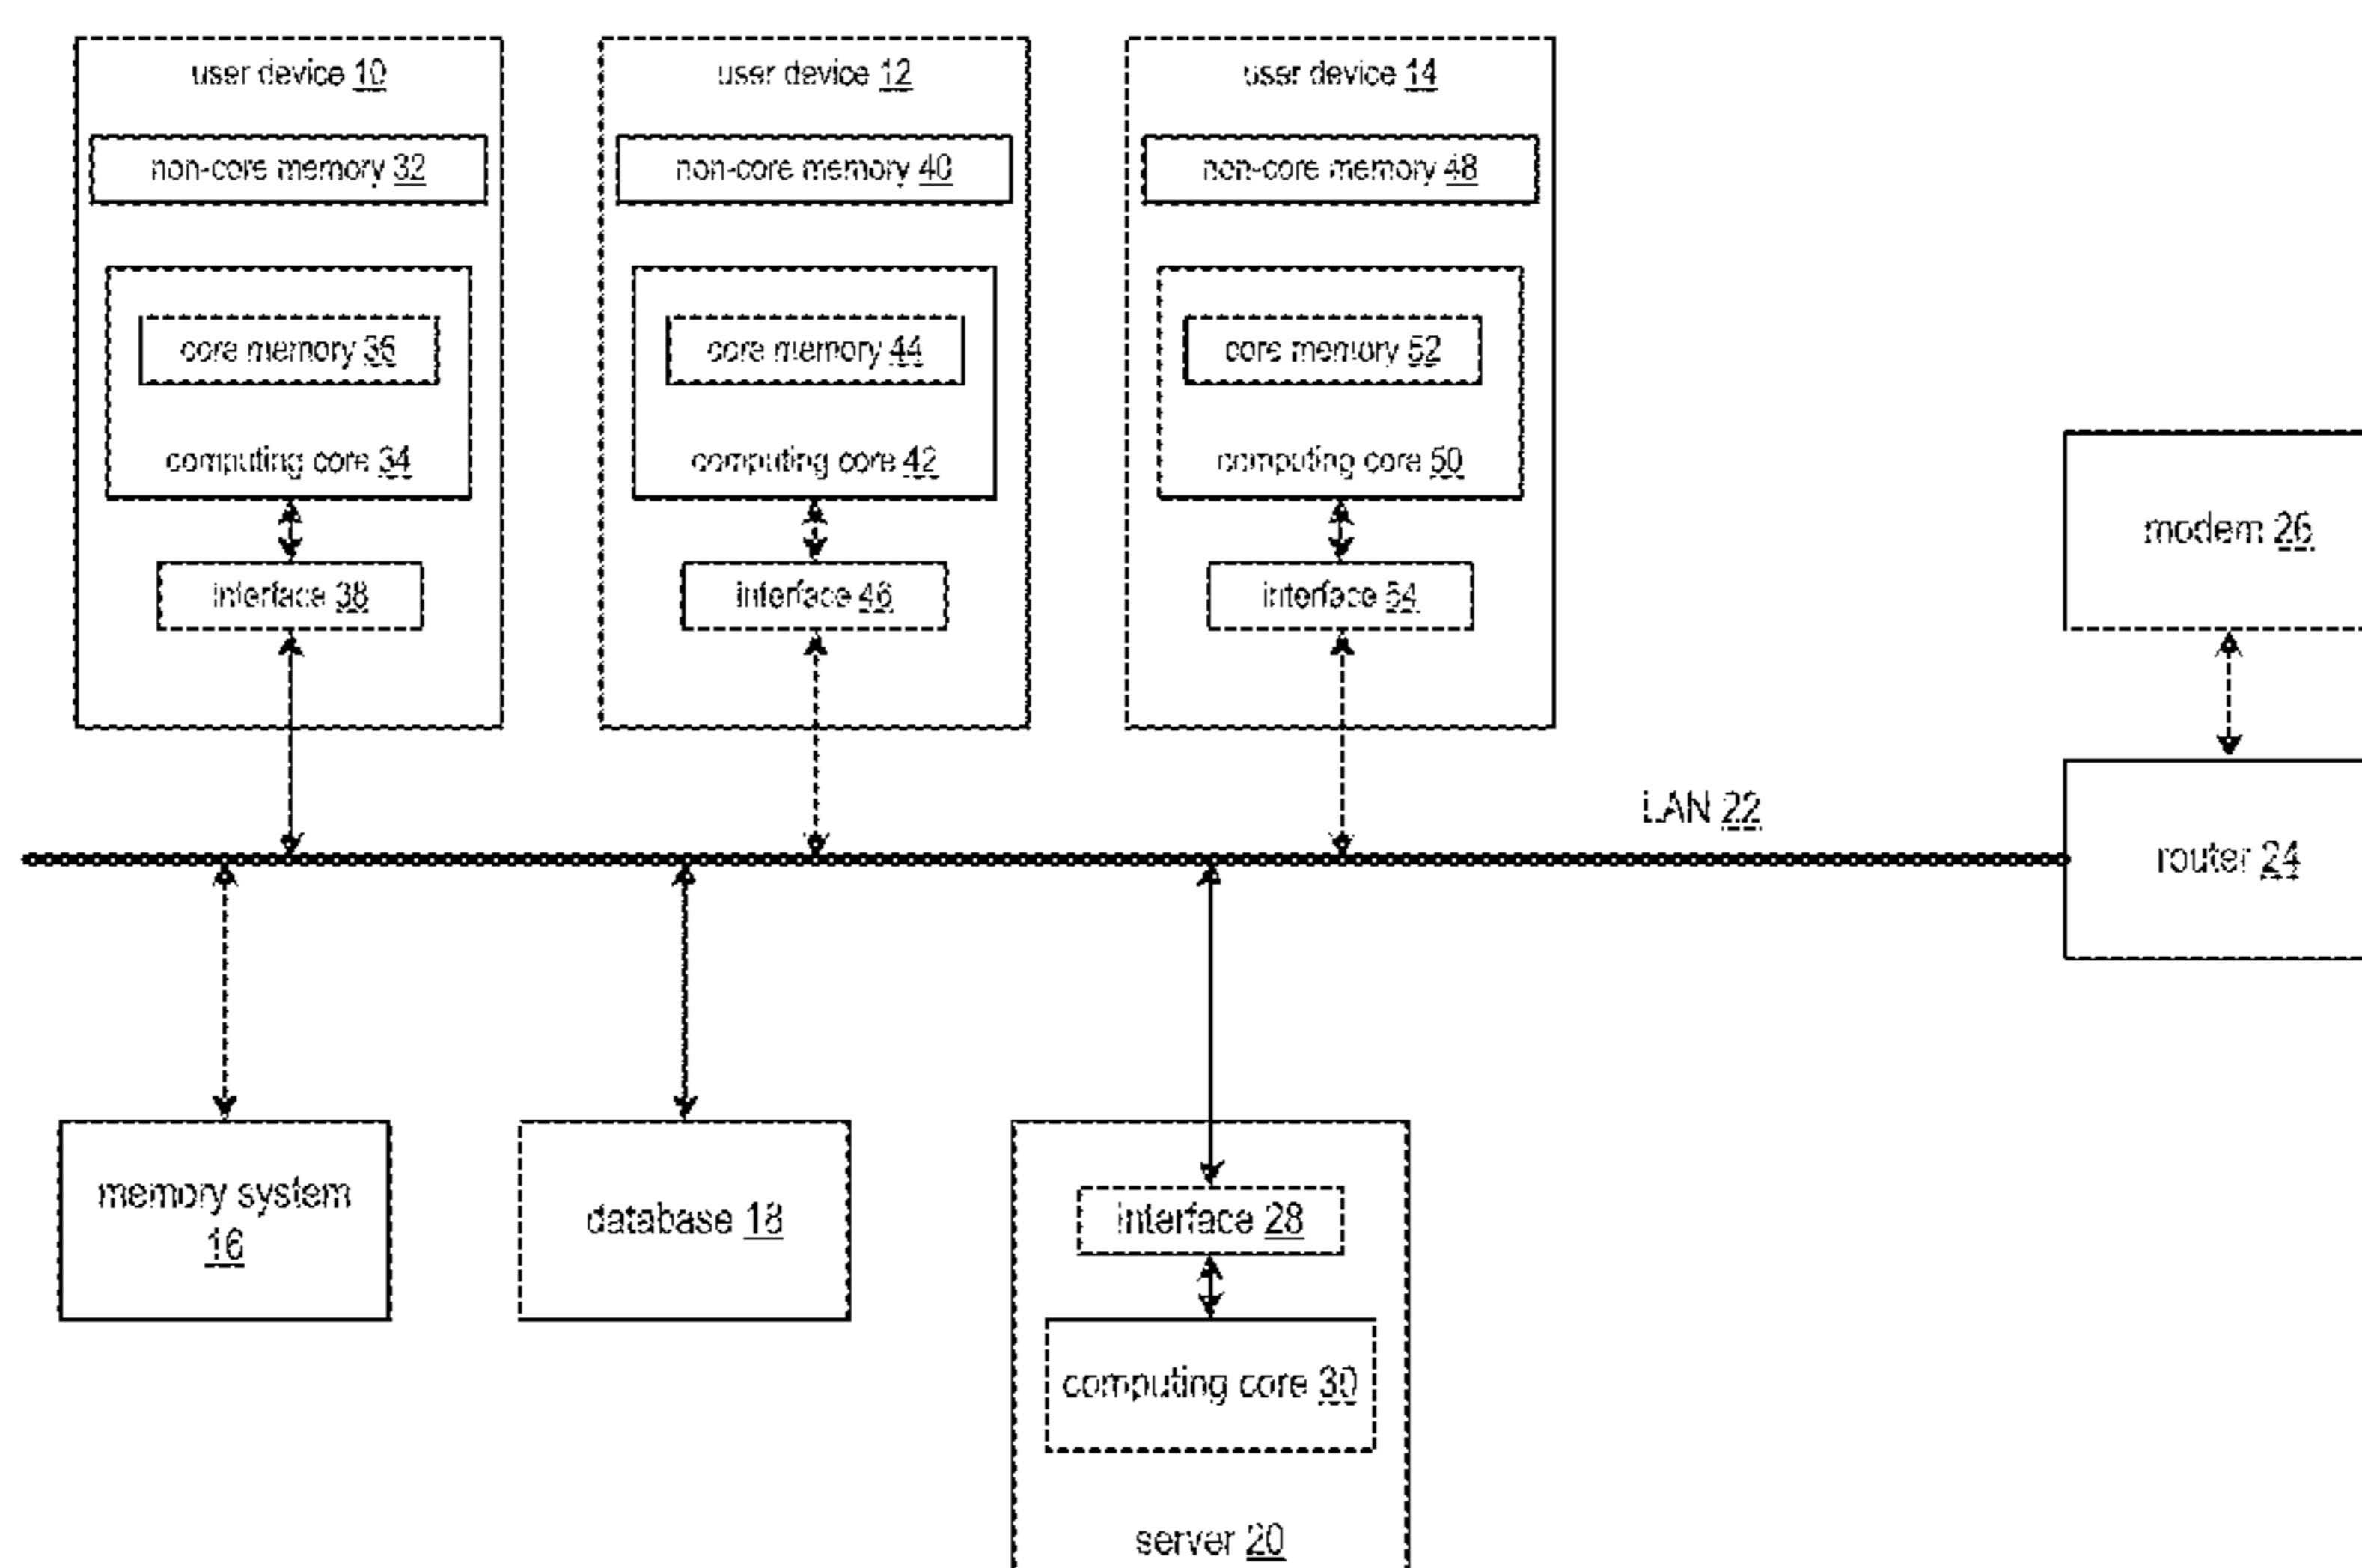 user device 10
non-core memory 32
core memory 36
computing core 34
interface 38
user device 12
non-core memory 40
core memory 44
computing core 42
interface 46
user device 14
non-core memory 48
core memory 52
computing core 50
interface 54
modem 26
LAN 22
router 24
memory system
16
database 18
interface 28
computing core 30
server 20